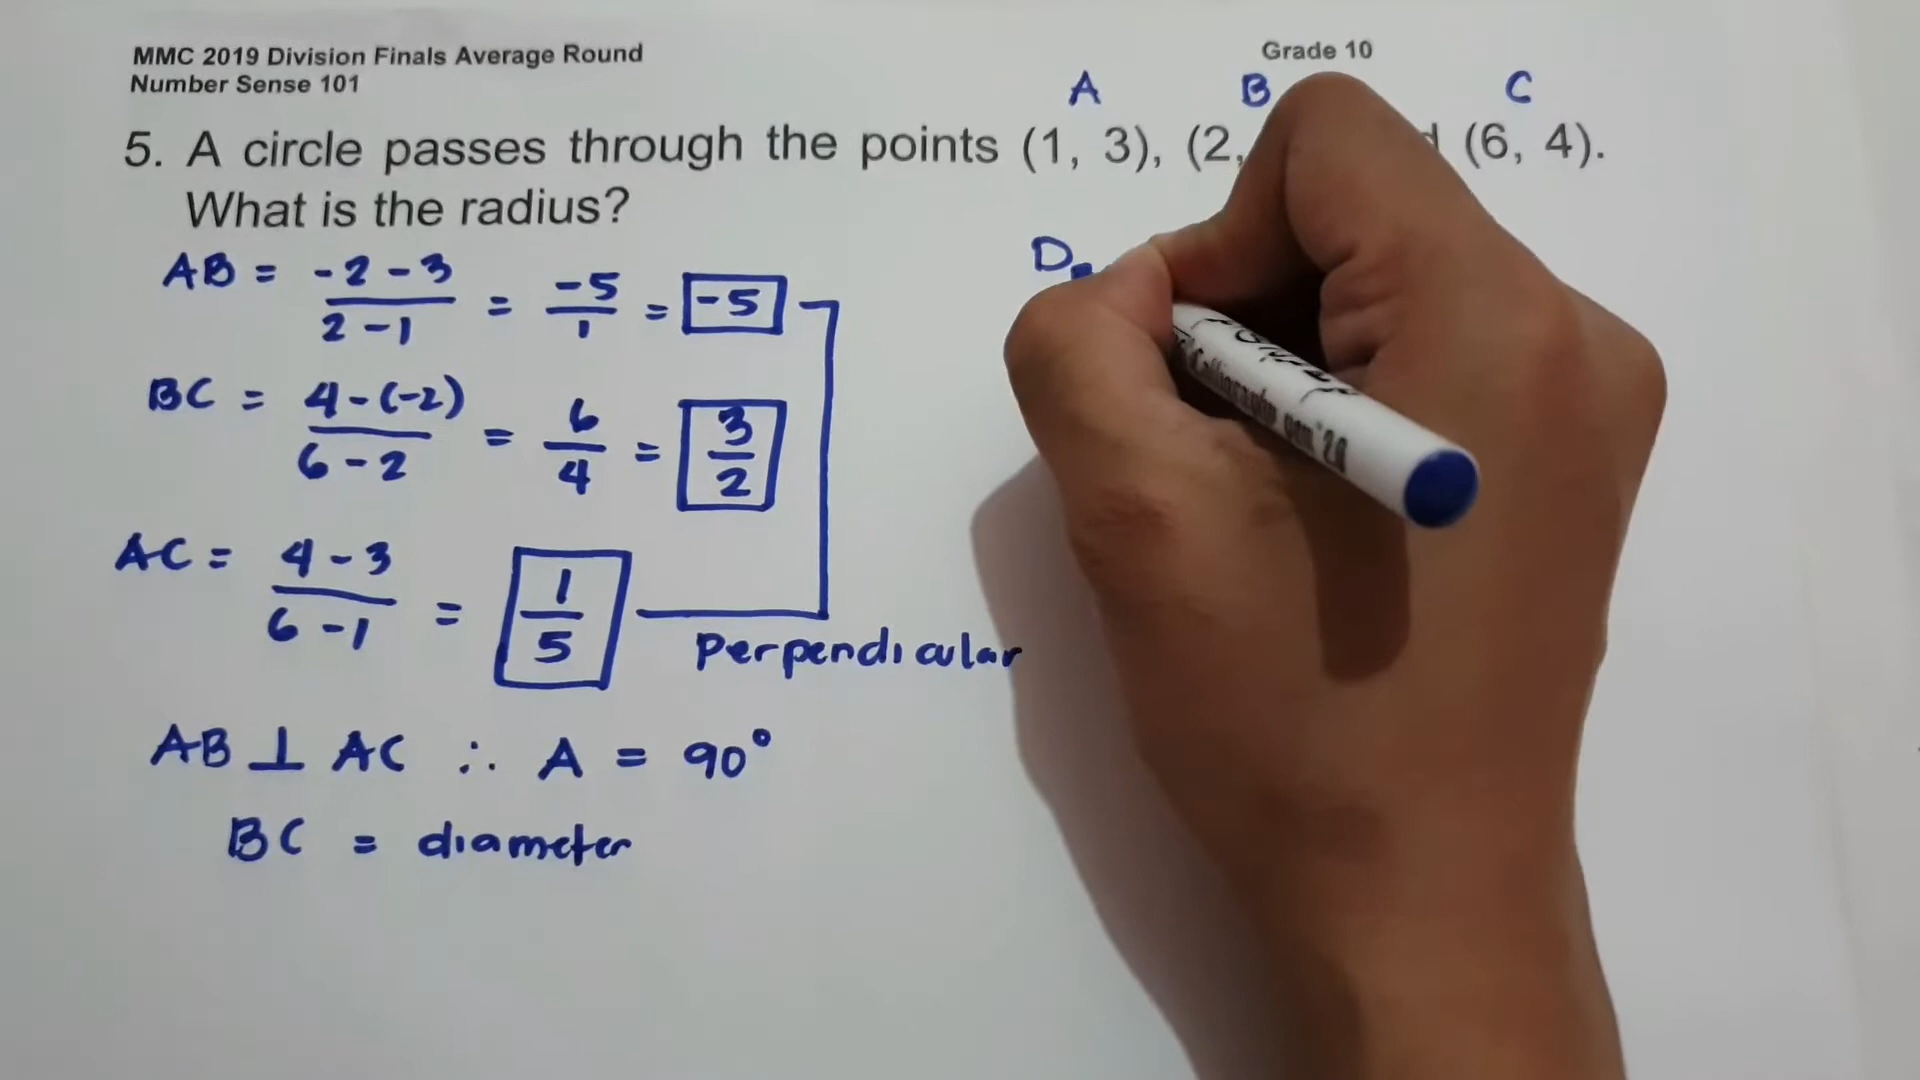 MMC 2019 Division Finals Average Round
Number Sense 101
Grade 10
A B C
5. A circle passes through the points (1, 3), (2, (6, 4).
What is the radius?
AB = -2 - 3 / 2 - 1 = -5 / 1 = -5
BC = 4 - (-2) / 6 - 2 = 6 / 4 = 3 / 2
AC = 4 - 3 / 6 - 1 = 1 / 5
Perpendicular
AB ⊥ AC ∴ A = 90°
BC = diameter
D